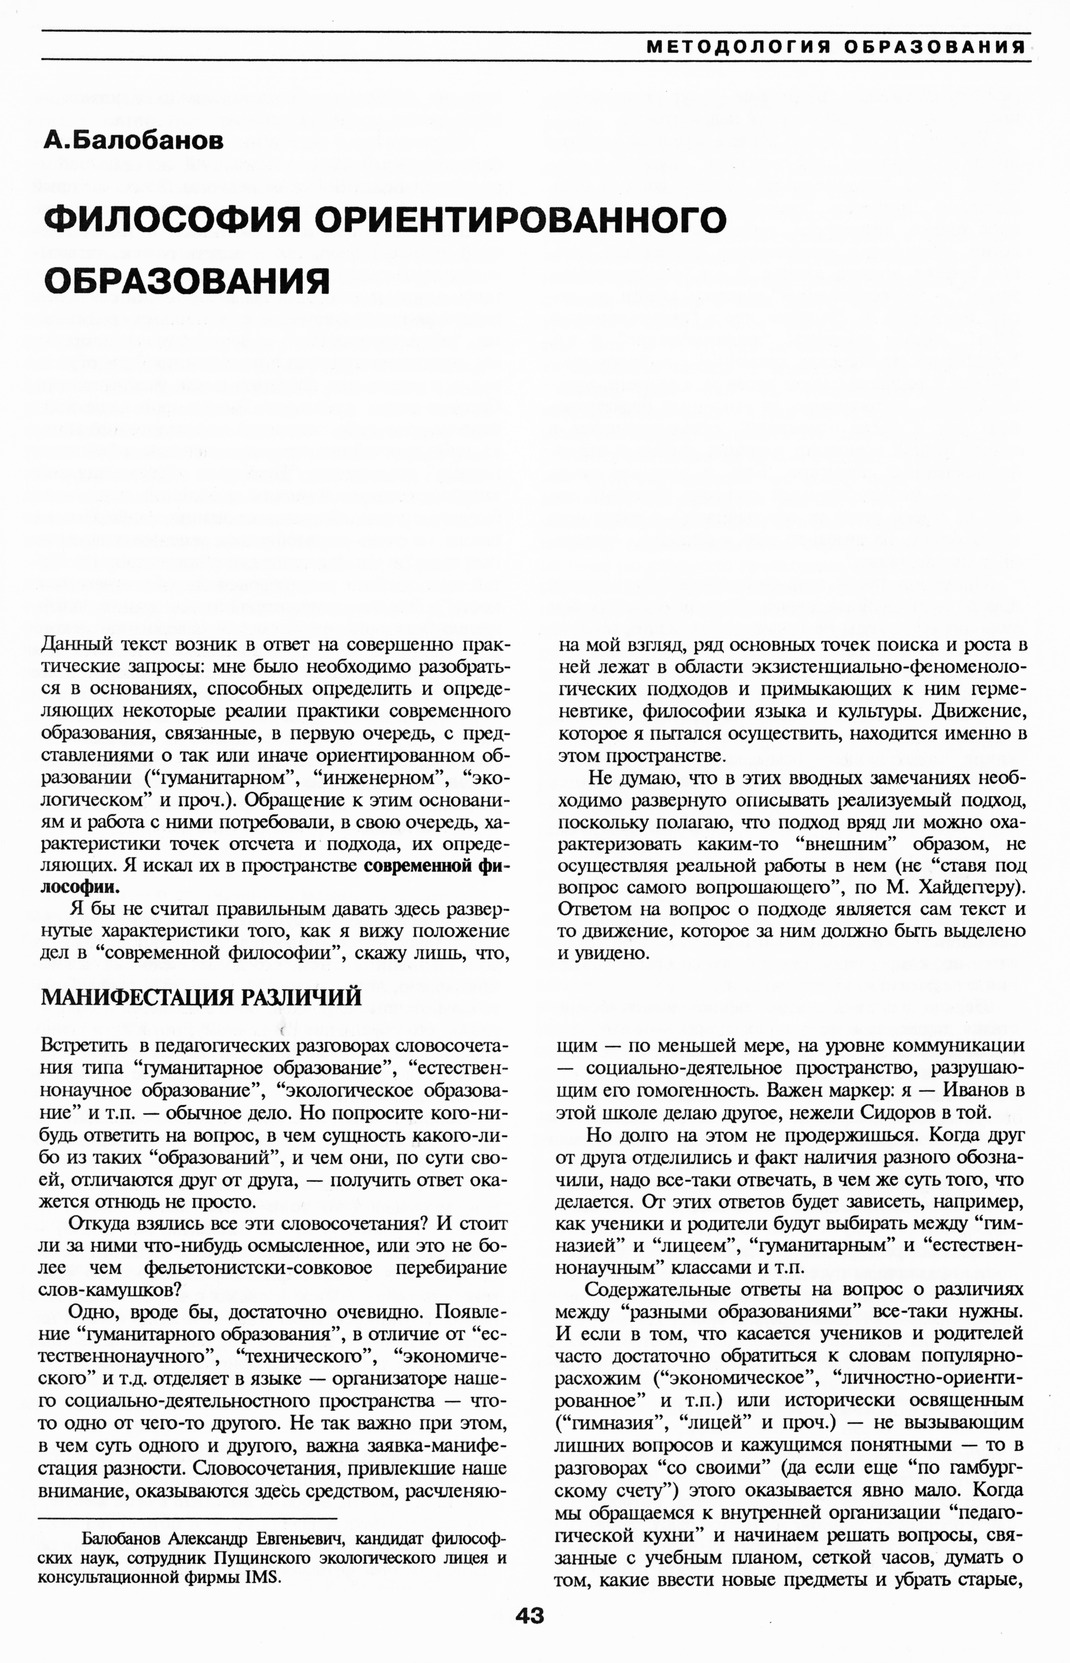 МЕТОДОЛОГИЯ ОБРАЗОВАНИЯ
А.Балобанов
ФИЛОСОФИЯ ОРИЕНТИРОВАННОГО
ОБРАЗОВАНИЯ
Данный текст возник в ответ на совершенно прак-
тические запросы: мне было необходимо разобрать-
ся в основаниях, способных определить и опреде-
ляющих некоторые реалии практики современного
образования, связанные, в первую очередь, с пред-
ставлениями о так или иначе ориентированном об-
разовании (“гуманитарном”, “инженерном”, “эко-
логическом” и проч.). Обращение к этим основани-
ям и работа с ними потребовали, в свою очередь, ха-
рактеристики точек отсчета и подхода, их опреде-
ляющих. Я искал их в пространстве современной фи-
лософии.
Я бы не считал правильным давать здесь развер-
нутые характеристики того, как я вижу положение
дел в “современной философии”, скажу лишь, что,
на мой взгляд, ряд основных точек поиска и роста в
ней лежат в области экзистенциально-феноменоло-
гических подходов и примыкающих к ним герме-
невтике, философии языка и культуры. Движение,
которое я пытался осуществить, находится именно в
этом пространстве.
Не думаю, что в этих вводных замечаниях необ-
ходимо развернуто описывать реализуемый подход,
поскольку полагаю, что подход вряд ли можно оха-
рактеризовать каким-то “внешним” образом, не
осуществляя реальной работы в нем (не “ставя под
вопрос самого вопрошающего”, по М. Хайдеггеру).
Ответом на вопрос о подходе является сам текст и
то движение, которое за ним должно быть выделено
и увидено.
МАНИФЕСТАЦИЯ РАЗЛИЧИЙ
Встретить в педагогических разговорах словосочета-
ния типа “гуманитарное образование”, “естествен-
нонаучное образование”, “экологическое образова-
ние” и т.п. — обычное дело. Но попросите кого-ни-
будь ответить на вопрос, в чем сущность какого-ли-
бо из таких “образований”, и чем они, по сути сво-
ей, отличаются друг от друга, — получить ответ ока-
жется отнюдь не просто.
Откуда взялись все эти словосочетания? И стоит
ли за ними что-нибудь осмысленное, или это не бо-
лее чем фельетонистски-совковое перебирание
слов-камушков?
Одно, вроде бы, достаточно очевидно. Появле-
ние “гуманитарного образования”, в отличие от “ес-
тественнонаучного”, “технического”, “экономиче-
ского” и т.д. отделяет в языке — организаторе наше-
го социально-деятельностного пространства — что-
то одно от чего-то другого. Не так важно при этом,
в чем суть одного и другого, важна заявка-манифе-
стация разности. Словосочетания, привлекшие наше
внимание, оказываются здесь средством, расчленяю-
щим — по меньшей мере, на уровне коммуникации
— социально-деятельное пространство, разрушаю-
щим его гомогенность. Важен маркер: я — Иванов в
этой школе делаю другое, нежели Сидоров в той.
Но долго на этом не продержишься. Когда друг
от друга отделились и факт наличия разного обозна-
чили, надо все-таки отвечать, в чем же суть того, что
делается. От этих ответов будет зависеть, например,
как ученики и родители будут выбирать между “гим-
назией” и “лицеем”, “гуманитарным” и “естествен-
нонаучным” классами и т.п.
Содержательные ответы на вопрос о различиях
между “разными образованиями” все-таки нужны.
И если в том, что касается учеников и родителей
часто достаточно обратиться к словам популярно-
расхожим (“экономическое”, “личностно-ориенти-
рованное” и т.п.) или исторически освященным
(“гимназия”, “лицей” и проч.) — не вызывающим
лишних вопросов и кажущимся понятными — то в
разговорах “со своими” (да если еще “по гамбург-
скому счету”) этого оказывается явно мало. Когда
мы обращаемся к внутренней организации “педаго-
гической кухни” и начинаем решать вопросы, свя-
занные с учебным планом, сеткой часов, думать о
том, какие ввести новые предметы и убрать старые,
Балобанов Александр Евгеньевич, кандидат философ-
ских наук, сотрудник Пущинского экологического лицея и
консультационной фирмы IMS.
43